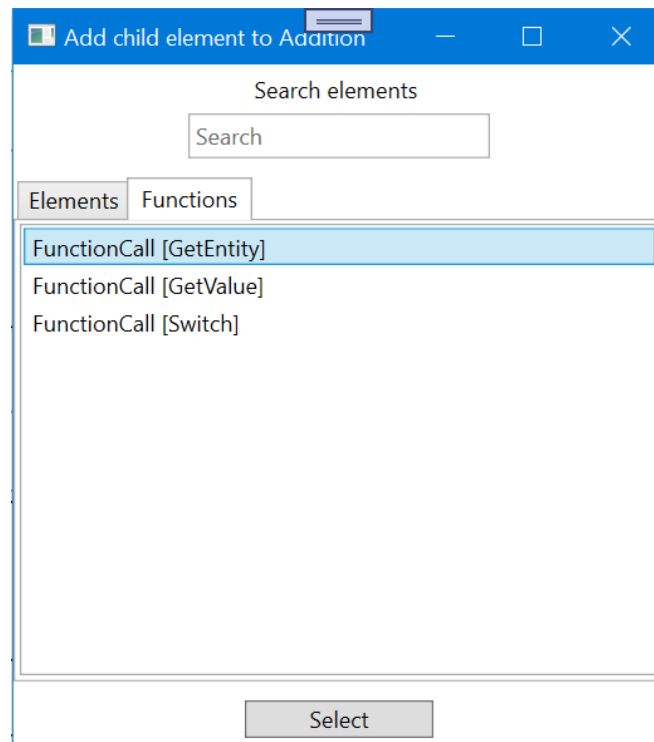 Add child element to Addition
Search elements
Search
Elements Functions
FunctionCall [GetEntity]
FunctionCall [GetValue]
FunctionCall [Switch]
Select